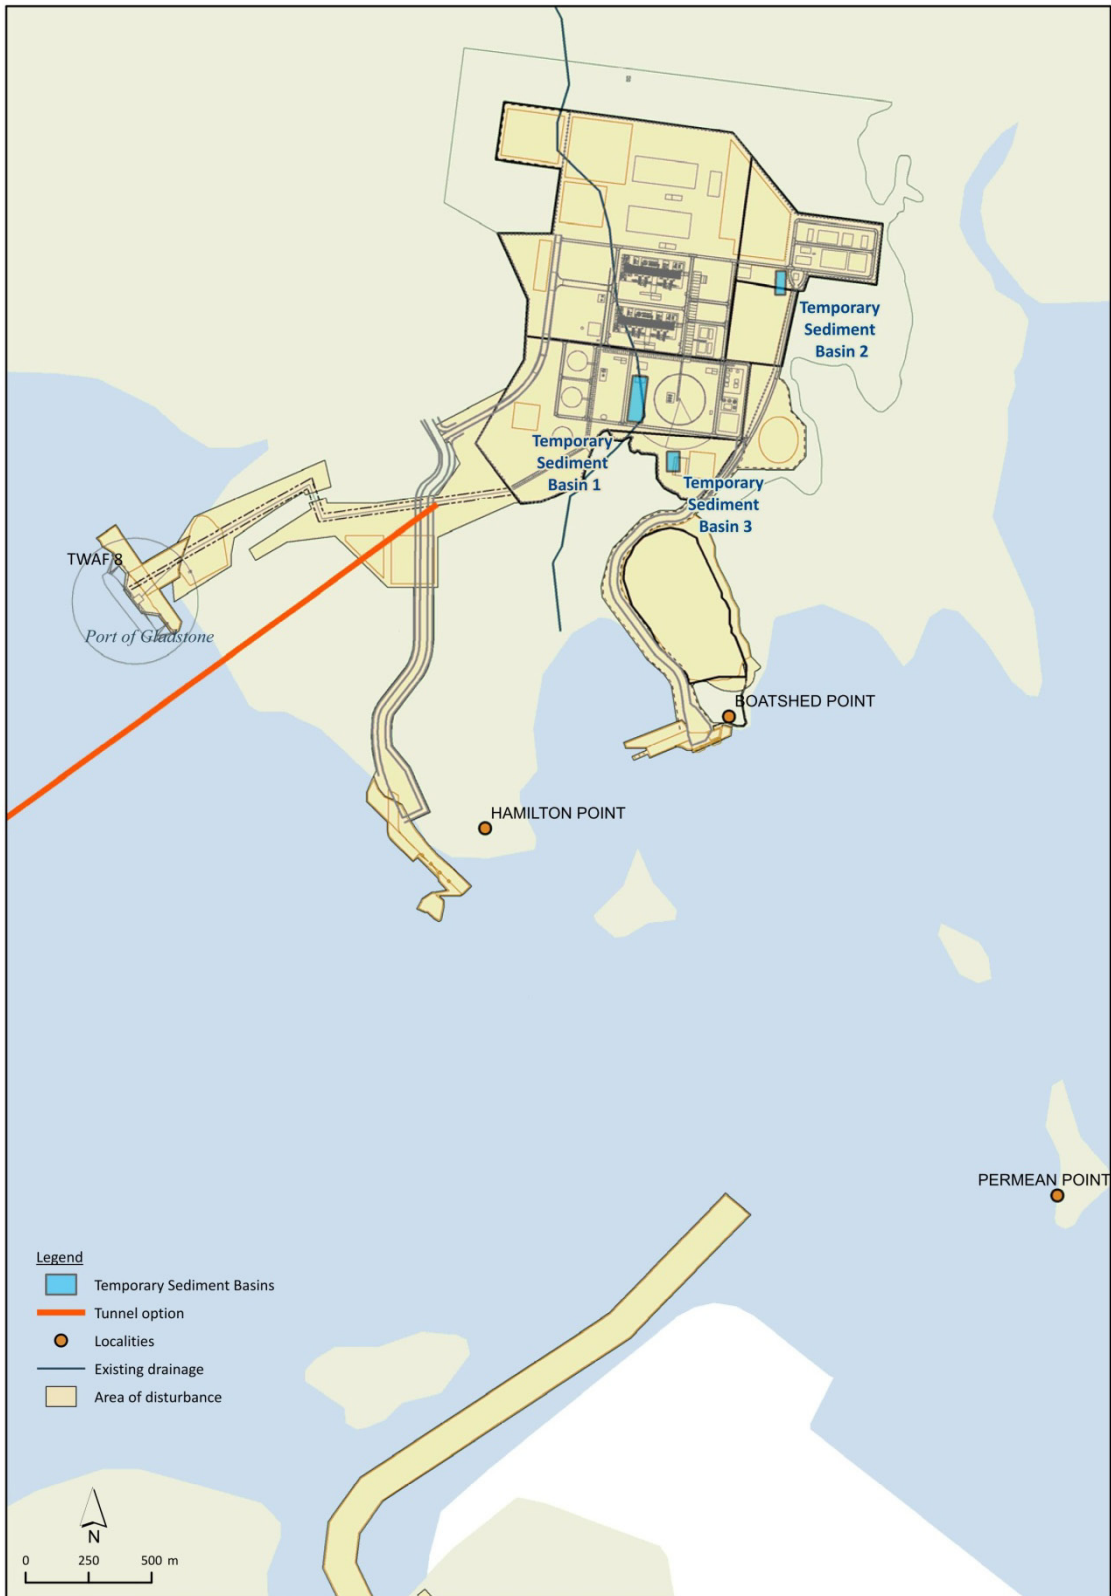 Temporary
Sediment
Basin 2
Temporary
Sediment
Basin 1
Temporary
Sediment
Basin 3
TWAF 8
Port of Gladstone
BOATSHED POINT
HAMILTON POINT
PERMEAN POINT
Legend
Temporary Sediment Basins
Tunnel option
Localities
Existing drainage
Area of disturbance
N
0 250 500 m